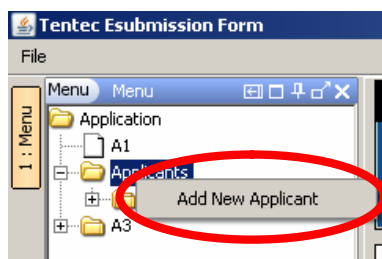 Tentec Esubmission Form
File
1 : Menu
Menu Menu
Application
A1
Applicants
Add New Applicant
A3